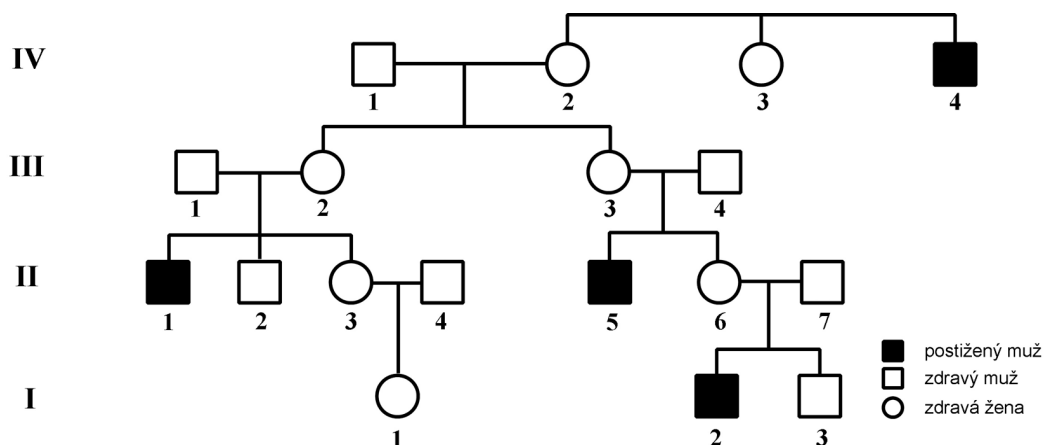 IV
1 2 3 4
III
1 2 3 4
II
1 2 3 4 5 6 7
I
1 2 3
postižený muž
zdravý muž
zdravá žena